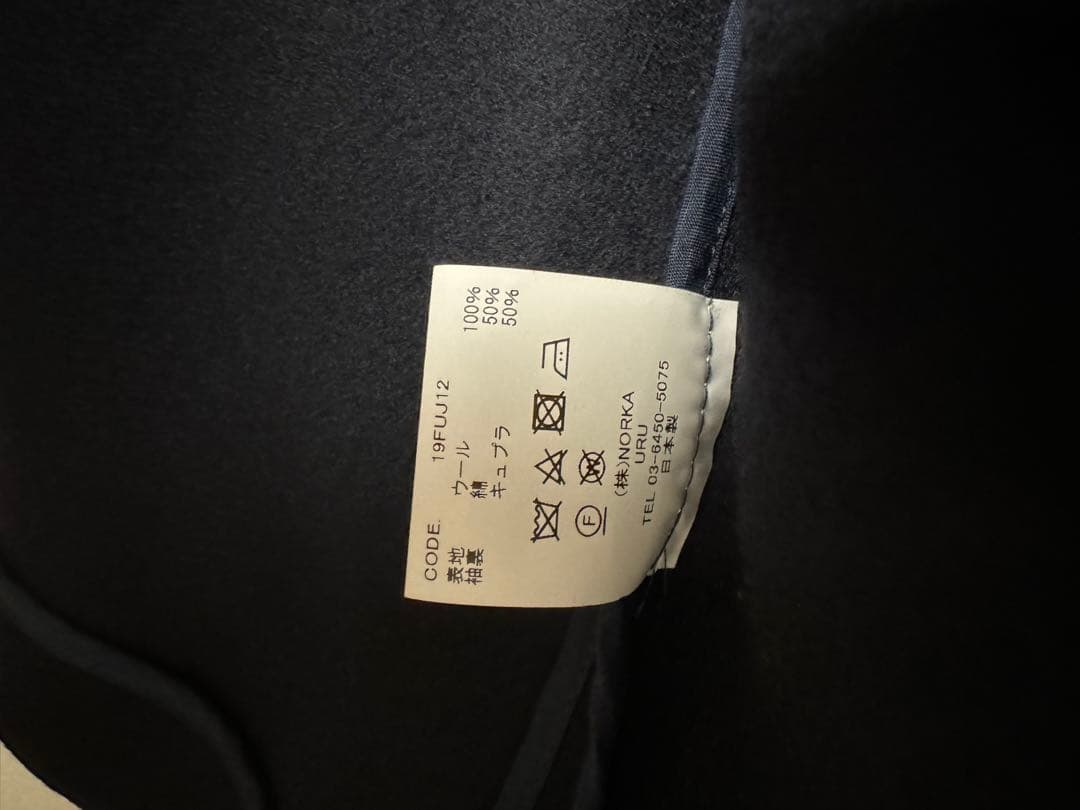 CODE. 19FUJ12
表地 ウール 100%
袖裏 綿 50%
キュプラ 50%
F W
(株)NORKA
URU
TEL 03-6450-5075
日本製